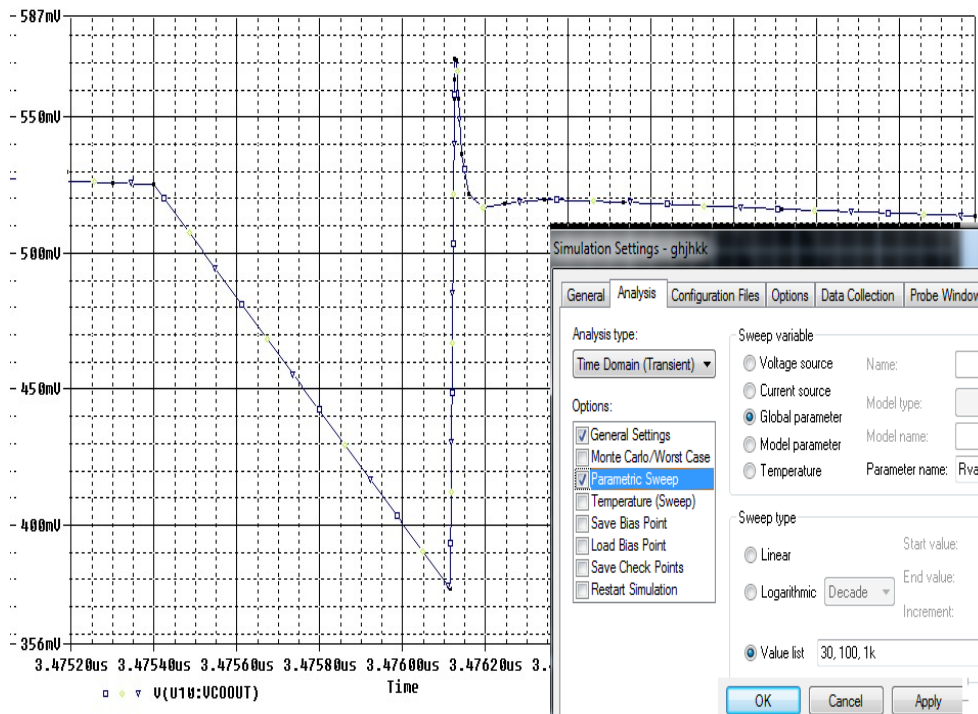 587mV
550mV
500mV
450mV
400mV
356mV
3.47520us 3.47540us 3.47560us 3.47580us 3.47600us 3.47620us
V(U10:VCOOUT)
Time
Simulation Settings - ghjhkk
General Analysis Configuration Files Options Data Collection Probe Window
Analysis type:
Time Domain (Transient)
Options:
General Settings
Monte Carlo/Worst Case
Parametric Sweep
Temperature (Sweep)
Save Bias Point
Load Bias Point
Save Check Points
Restart Simulation
Sweep variable
Voltage source Name:
Current source
Model type:
Global parameter
Model parameter Model name:
Temperature Parameter name: Rva
Sweep type
Linear Start value:
Logarithmic Decade End value:
Increment:
Value list 30, 100, 1k
OK Cancel Apply